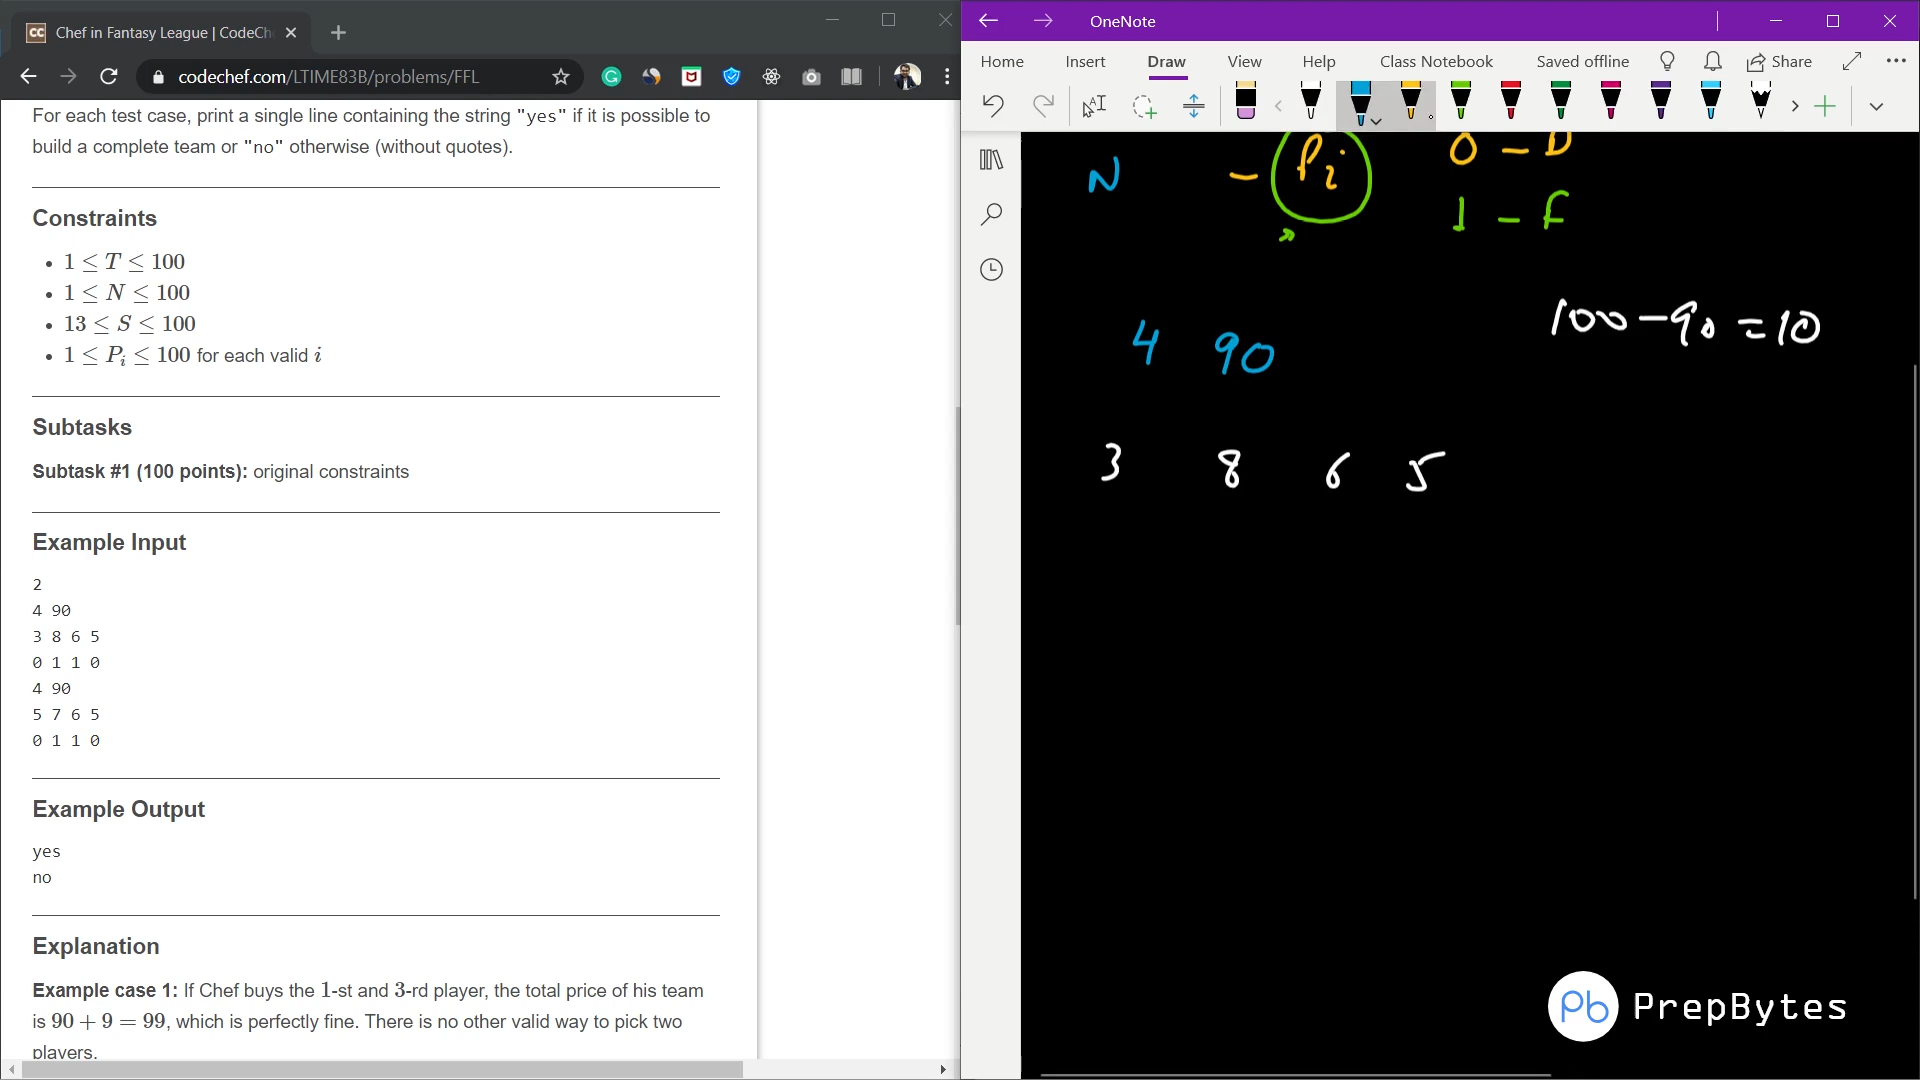 Chef in Fantasy League | CodeCh
codechef.com/LTIME83B/problems/FFL
For each test case, print a single line containing the string "yes" if it is possible to
build a complete team or "no" otherwise (without quotes).
Constraints
1 ≤ T ≤ 100
1 ≤ N ≤ 100
13 ≤ S ≤ 100
1 ≤ Pi ≤ 100 for each valid i
Subtasks
Subtask #1 (100 points): original constraints
Example Input
2
4 90
3 8 6 5
0 1 1 0
4 90
5 7 6 5
0 1 1 0
Example Output
yes
no
Explanation
Example case 1: If Chef buys the 1-st and 3-rd player, the total price of his team
is 90 + 9 = 99, which is perfectly fine. There is no other valid way to pick two
players.
OneNote
Home Insert Draw View Help Class Notebook Saved offline Share
N - Pi 0 - D
1 - F
100 - 90 = 10
4 90
3 8 6 5
Pb PrepBytes